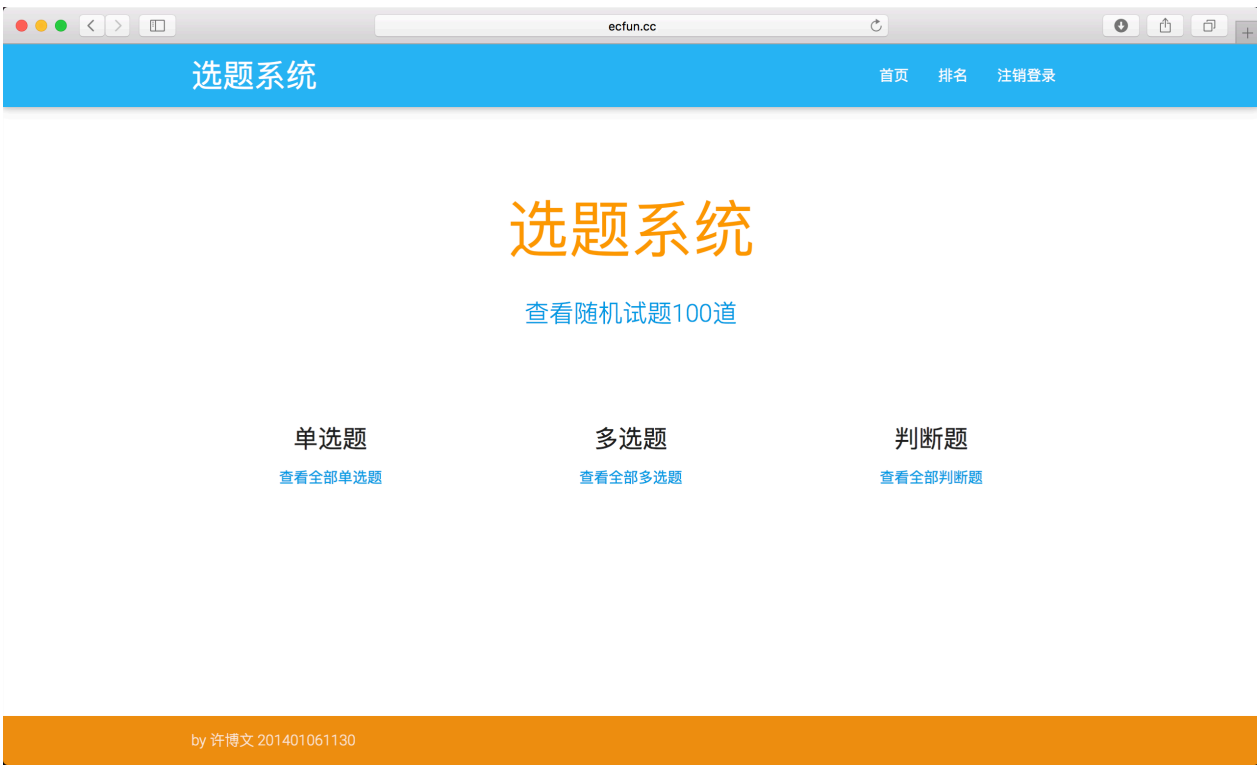 ecfun.cc
选题系统
首页 排名 注销登录
选题系统
查看随机试题100道
单选题 多选题 判断题
查看全部单选题 查看全部多选题 查看全部判断题
by 许博文 201401061130